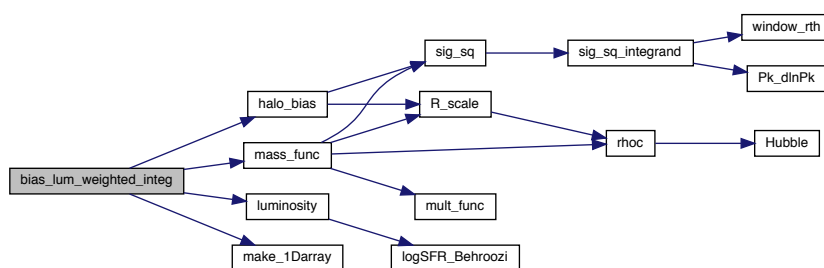 bias_lum_weighted_integ
halo_bias
mass_func
luminosity
make_1Darray
sig_sq
R_scale
mult_func
logSFR_Behroozi
sig_sq_integrand
rhoc
window_rth
Pk_dlnPk
Hubble